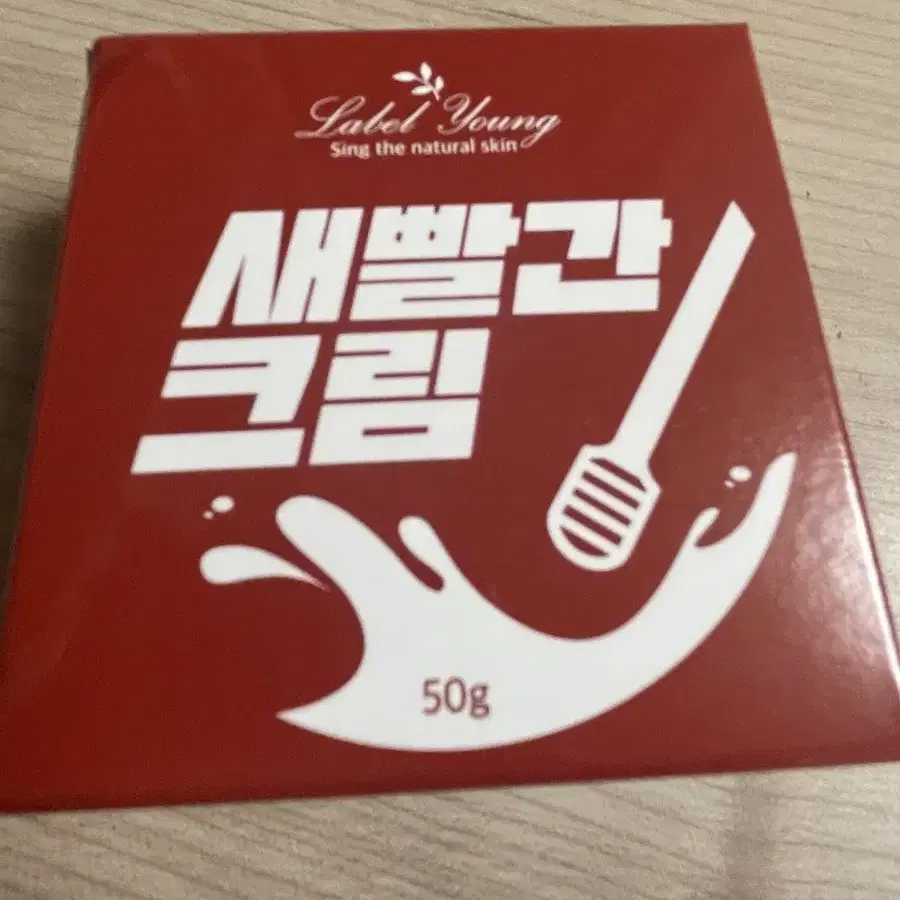 Label Young
Sing the natural skin
새빨간
크림
50g